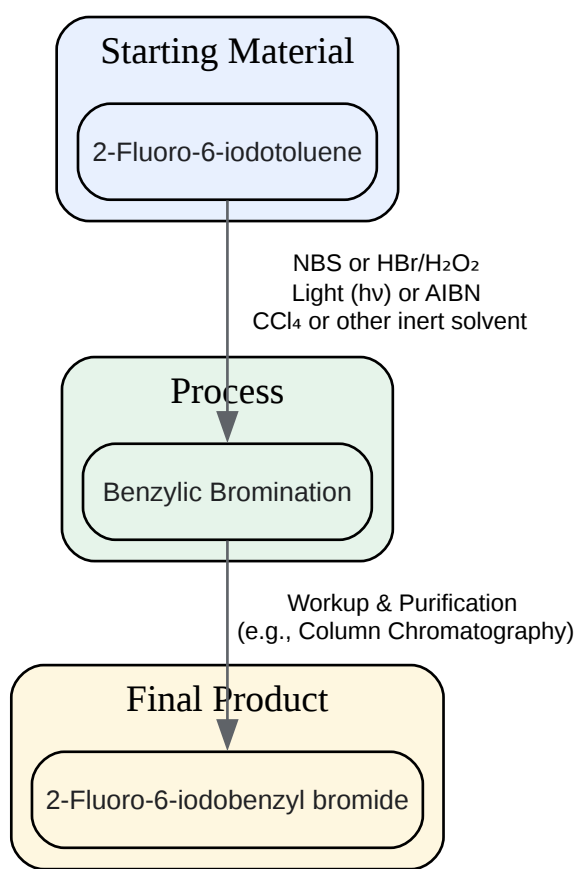 Starting Material
2-Fluoro-6-iodotoluene
NBS or HBr/H₂O₂
Light (hν) or AIBN
CCl₄ or other inert solvent
Process
Benzylic Bromination
Workup & Purification
(e.g., Column Chromatography)
Final Product
2-Fluoro-6-iodobenzyl bromide